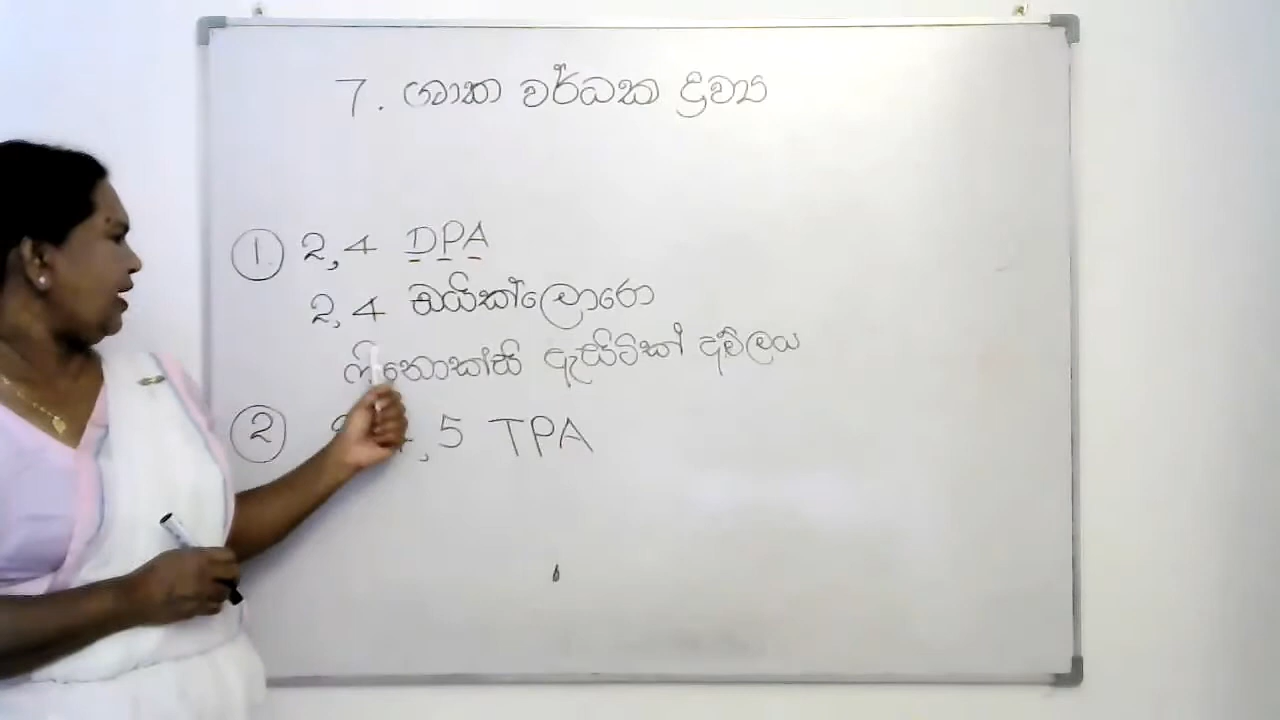 7. ශාක වර්ධක ද්‍රව්‍ය
1. 2,4 DPA
2,4 ඩයික්ලොරො
ෆිනොක්සි ඇසිටික් අම්ලය
2 , 5 TPA